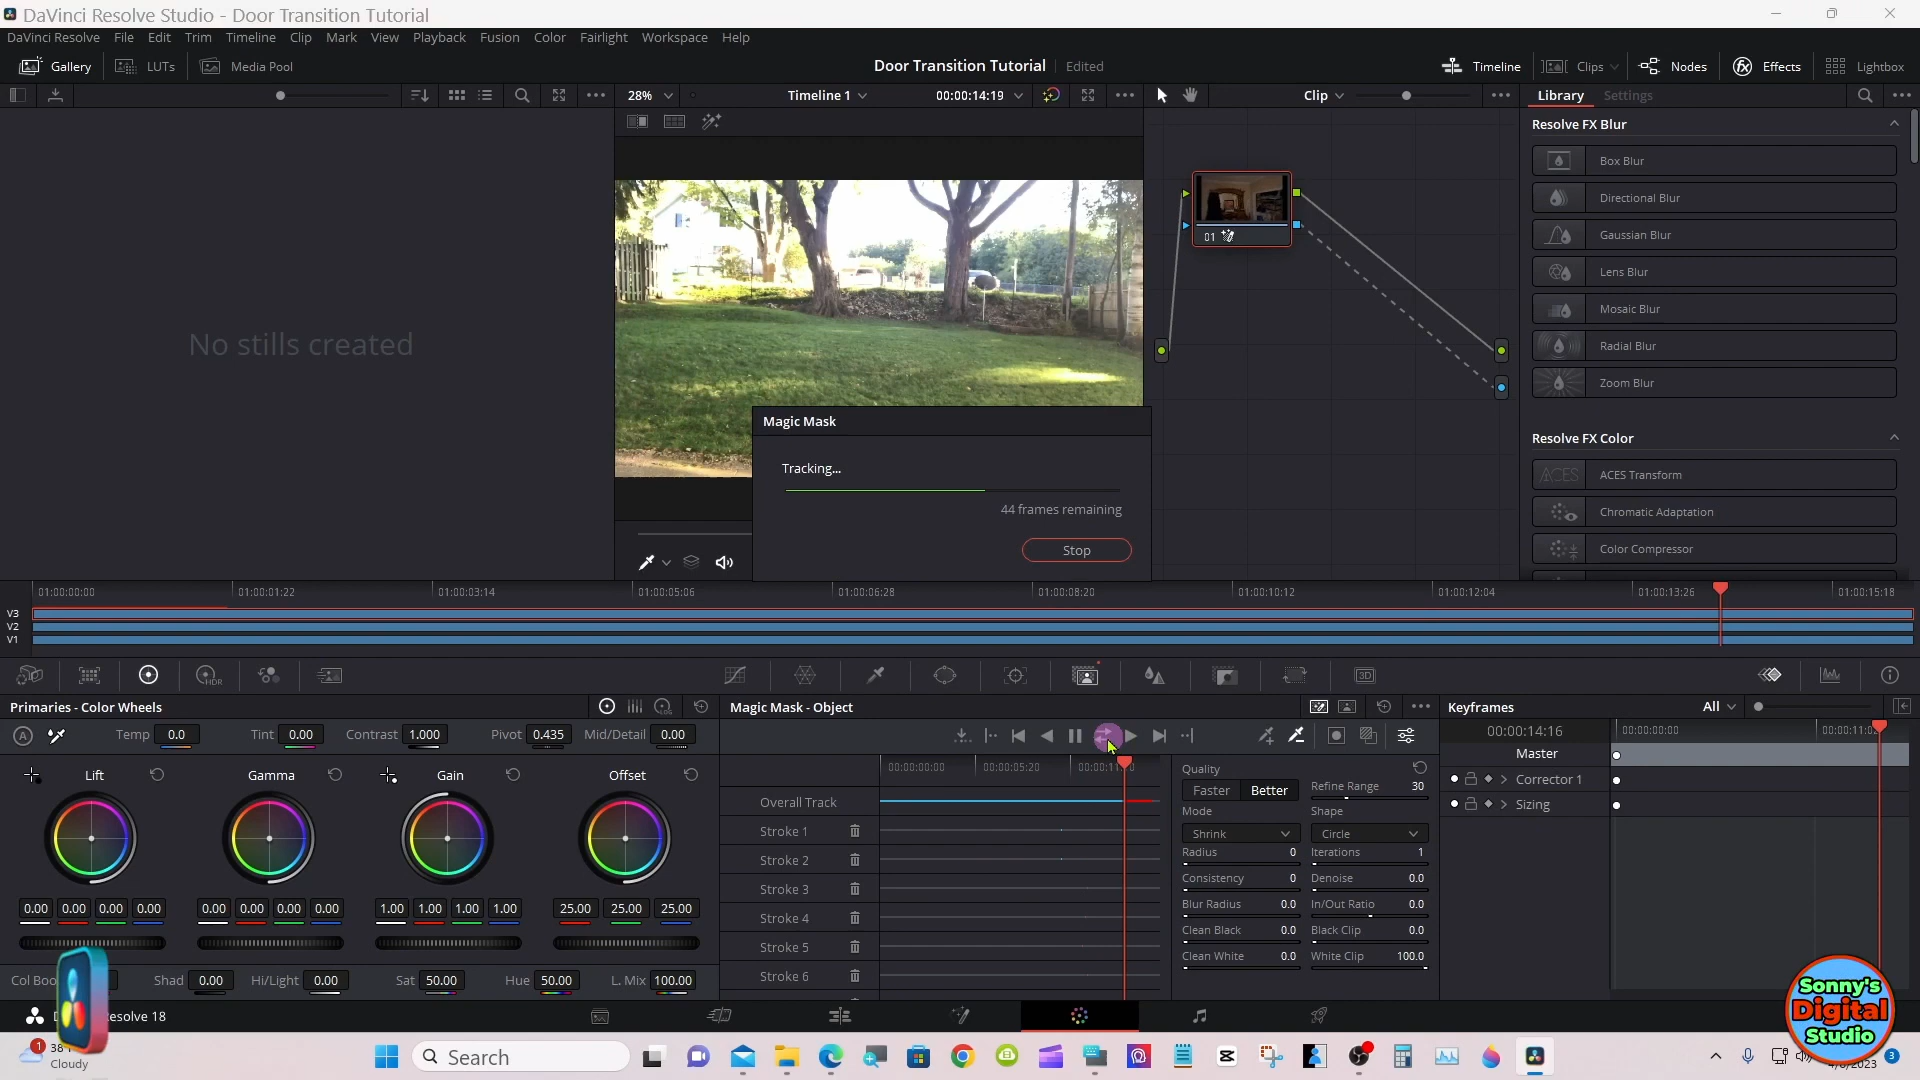 DaVinci Resolve Studio - Door Transition Tutorial
DaVinci Resolve File Edit Trim Timeline Clip Mark View Playback Fusion Color Fairlight Workspace Help
Gallery LUTs Media Pool Door Transition Tutorial Edited Timeline Clips Nodes Effects Lightbox
28% Timeline 1 00:00:14:19 Clip Library Settings
Resolve FX Blur
Box Blur
Directional Blur
Gaussian Blur
Lens Blur
Mosaic Blur
Radial Blur
Zoom Blur
Resolve FX Color
ACES Transform
Chromatic Adaptation
Color Compressor
No stills created
01
Magic Mask
Tracking...
44 frames remaining
Stop
01:00:00:00 01:00:01:22 01:00:03:14 01:00:05:06 01:00:06:28 01:00:08:20 01:00:10:12 01:00:12:04 01:00:13:26 01:00:15:18
V3
V2
V1
HDR 3D
Primaries - Color Wheels
A Temp 0.0 Tint 0.00 Contrast 1.000 Pivot 0.435 Mid/Detail 0.00
Lift Gamma Gain Offset
0.00 0.00 0.00 0.00 0.00 0.00 0.00 0.00 1.00 1.00 1.00 1.00 25.00 25.00 25.00
Col Boo Shad 0.00 Hi/Light 0.00 Sat 50.00 Hue 50.00 L. Mix 100.00
Magic Mask - Object
00:00:00:00 00:00:05:20
Overall Track
Stroke 1
Stroke 2
Stroke 3
Stroke 4
Stroke 5
Stroke 6
Quality
Faster Better Refine Range 30
Mode Shape
Shrink Circle
Radius 0 Iterations 1
Consistency 0 Denoise 0.0
Blur Radius 0.0 In/Out Ratio 0.0
Clean Black 0.0 Black Clip 0.0
Clean White 0.0 White Clip 100.0
Keyframes All
00:00:14:16 00:00:00:00
Master
Corrector 1
Sizing
esolve 18
Sonny's
Digital
Studio
1
Cloudy
Search
3